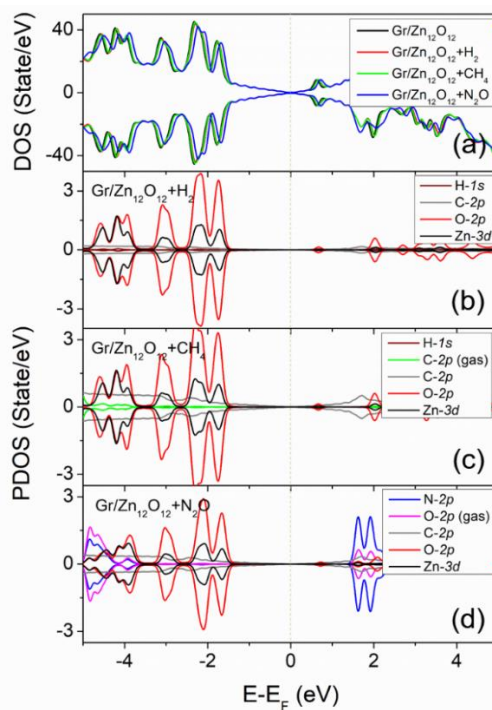 DOS (State/eV)
40
0
-40
Gr/Zn12O12
Gr/Zn12O12+H2
Gr/Zn12O12+CH4
Gr/Zn12O12+N2O
(a)
PDOS (State/eV)
3
0
-3
Gr/Zn12O12+H2
H-1s
C-2p
O-2p
Zn-3d
(b)
3
0
-3
Gr/Zn12O12+CH4
H-1s
C-2p (gas)
C-2p
O-2p
Zn-3d
(c)
3
0
-3
Gr/Zn12O12+N2O
N-2p
O-2p (gas)
C-2p
O-2p
Zn-3d
(d)
-4 -2 0 2 4
E-EF (eV)